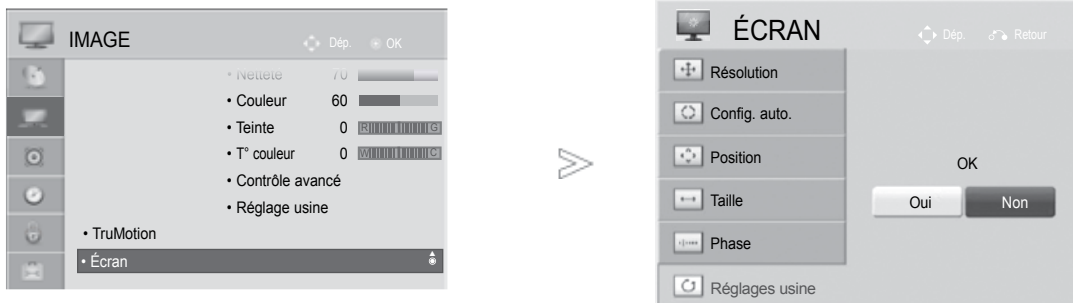 IMAGE
Dép. OK
• Netteté 70
• Couleur 60
• Teinte 0 R G
• T° couleur 0 W C
• Contrôle avancé
• Réglage usine
• TruMotion
• Écran
ÉCRAN
Dép. Retour
Résolution
Config. auto.
Position
Taille
Phase
Réglages usine
OK
Oui Non